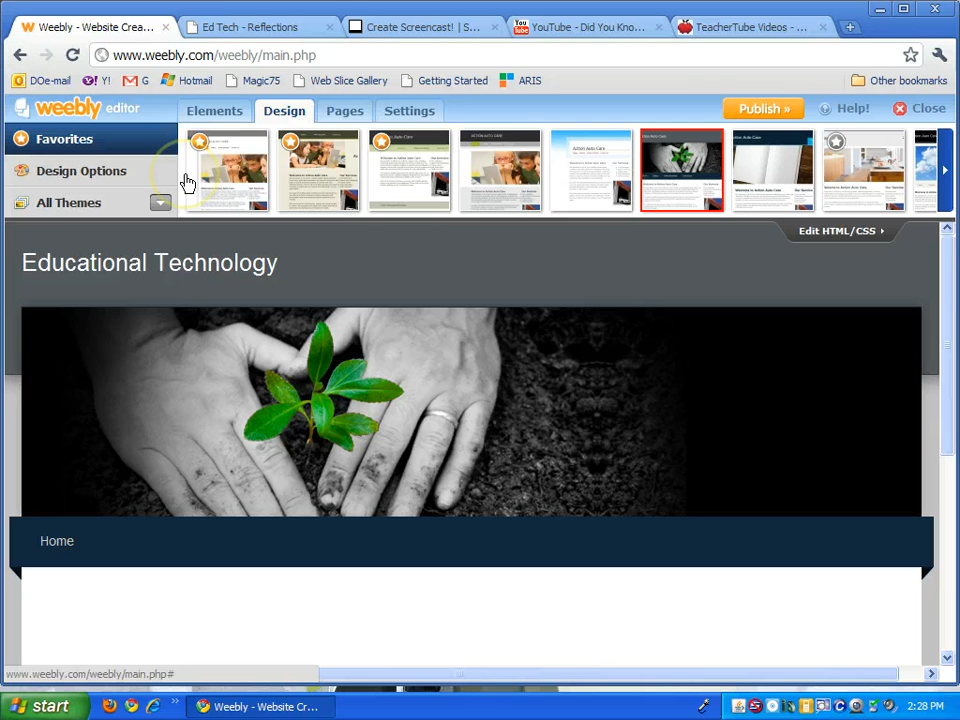 Weebly - Website Crea...
Ed Tech - Reflections
Create Screencast! | S...
YouTube - Did You Kno...
TeacherTube Videos - ...
www.weebly.com/weebly/main.php
DOe-mail
Y!
G
Hotmail
Magic75
Web Slice Gallery
Getting Started
ARIS
Other bookmarks
weebly editor
Elements
Design
Pages
Settings
Publish »
Help!
Close
Favorites
Design Options
All Themes
Edit HTML/CSS
Educational Technology
Home
www.weebly.com/weebly/main.php#
start
Weebly - Website Cr...
2:28 PM